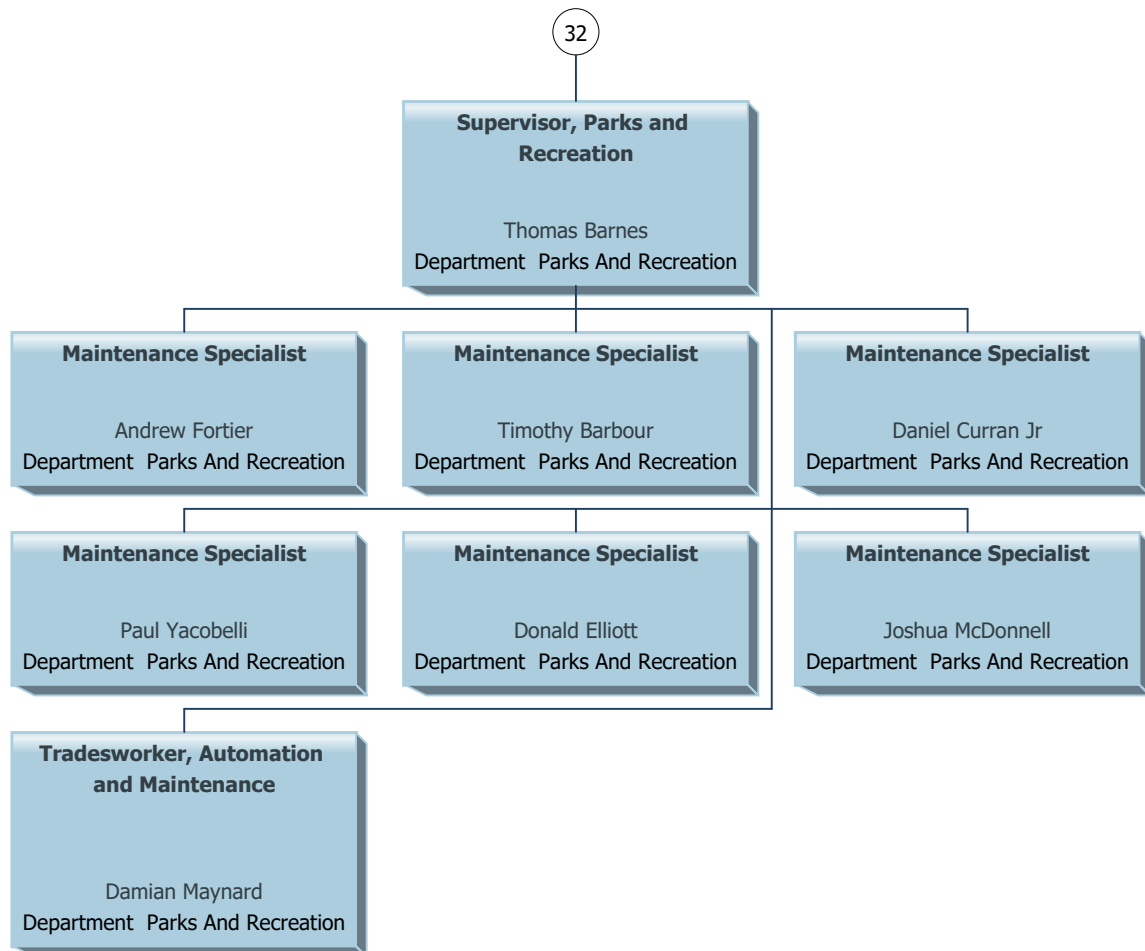 32
Supervisor, Parks and
Recreation
Thomas Barnes
Department  Parks And Recreation
Maintenance Specialist
Andrew Fortier
Department  Parks And Recreation
Maintenance Specialist
Timothy Barbour
Department  Parks And Recreation
Maintenance Specialist
Daniel Curran Jr
Department  Parks And Recreation
Maintenance Specialist
Paul Yacobelli
Department  Parks And Recreation
Maintenance Specialist
Donald Elliott
Department  Parks And Recreation
Maintenance Specialist
Joshua McDonnell
Department  Parks And Recreation
Tradesworker, Automation
and Maintenance
Damian Maynard
Department  Parks And Recreation